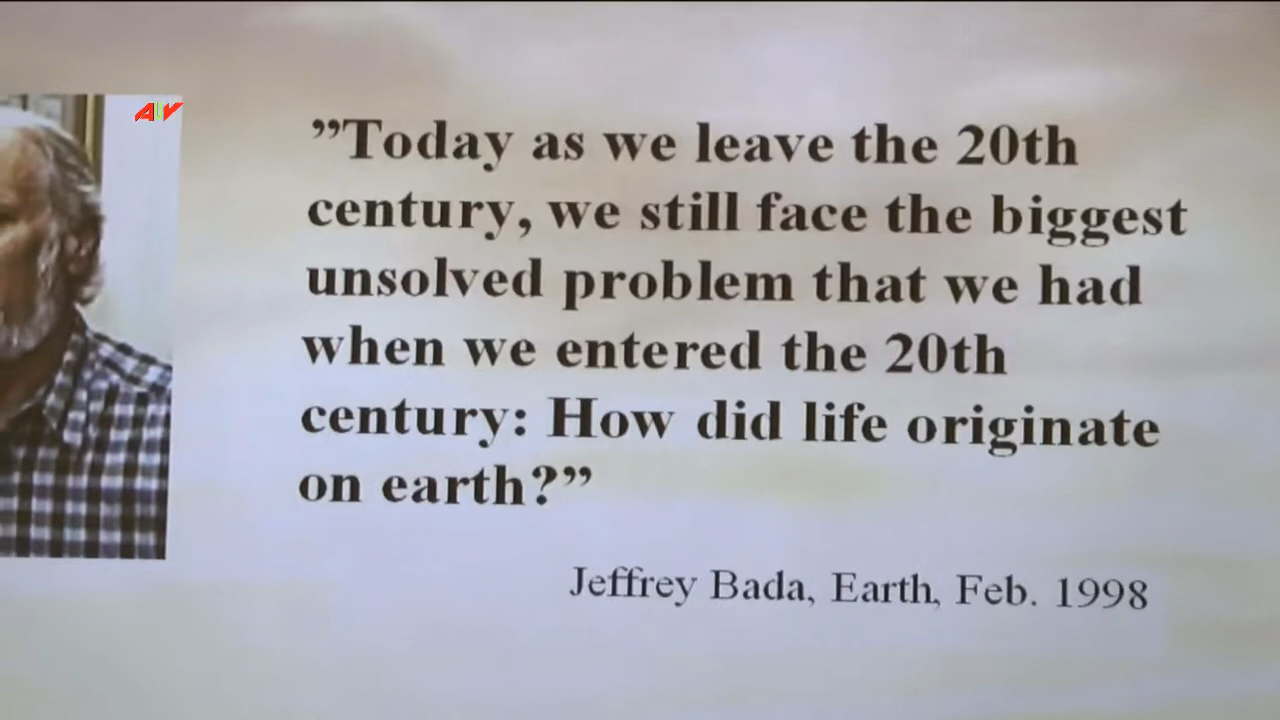 AV
”Today as we leave the 20th
century, we still face the biggest
unsolved problem that we had
when we entered the 20th
century: How did life originate
on earth?”
Jeffrey Bada, Earth, Feb. 1998